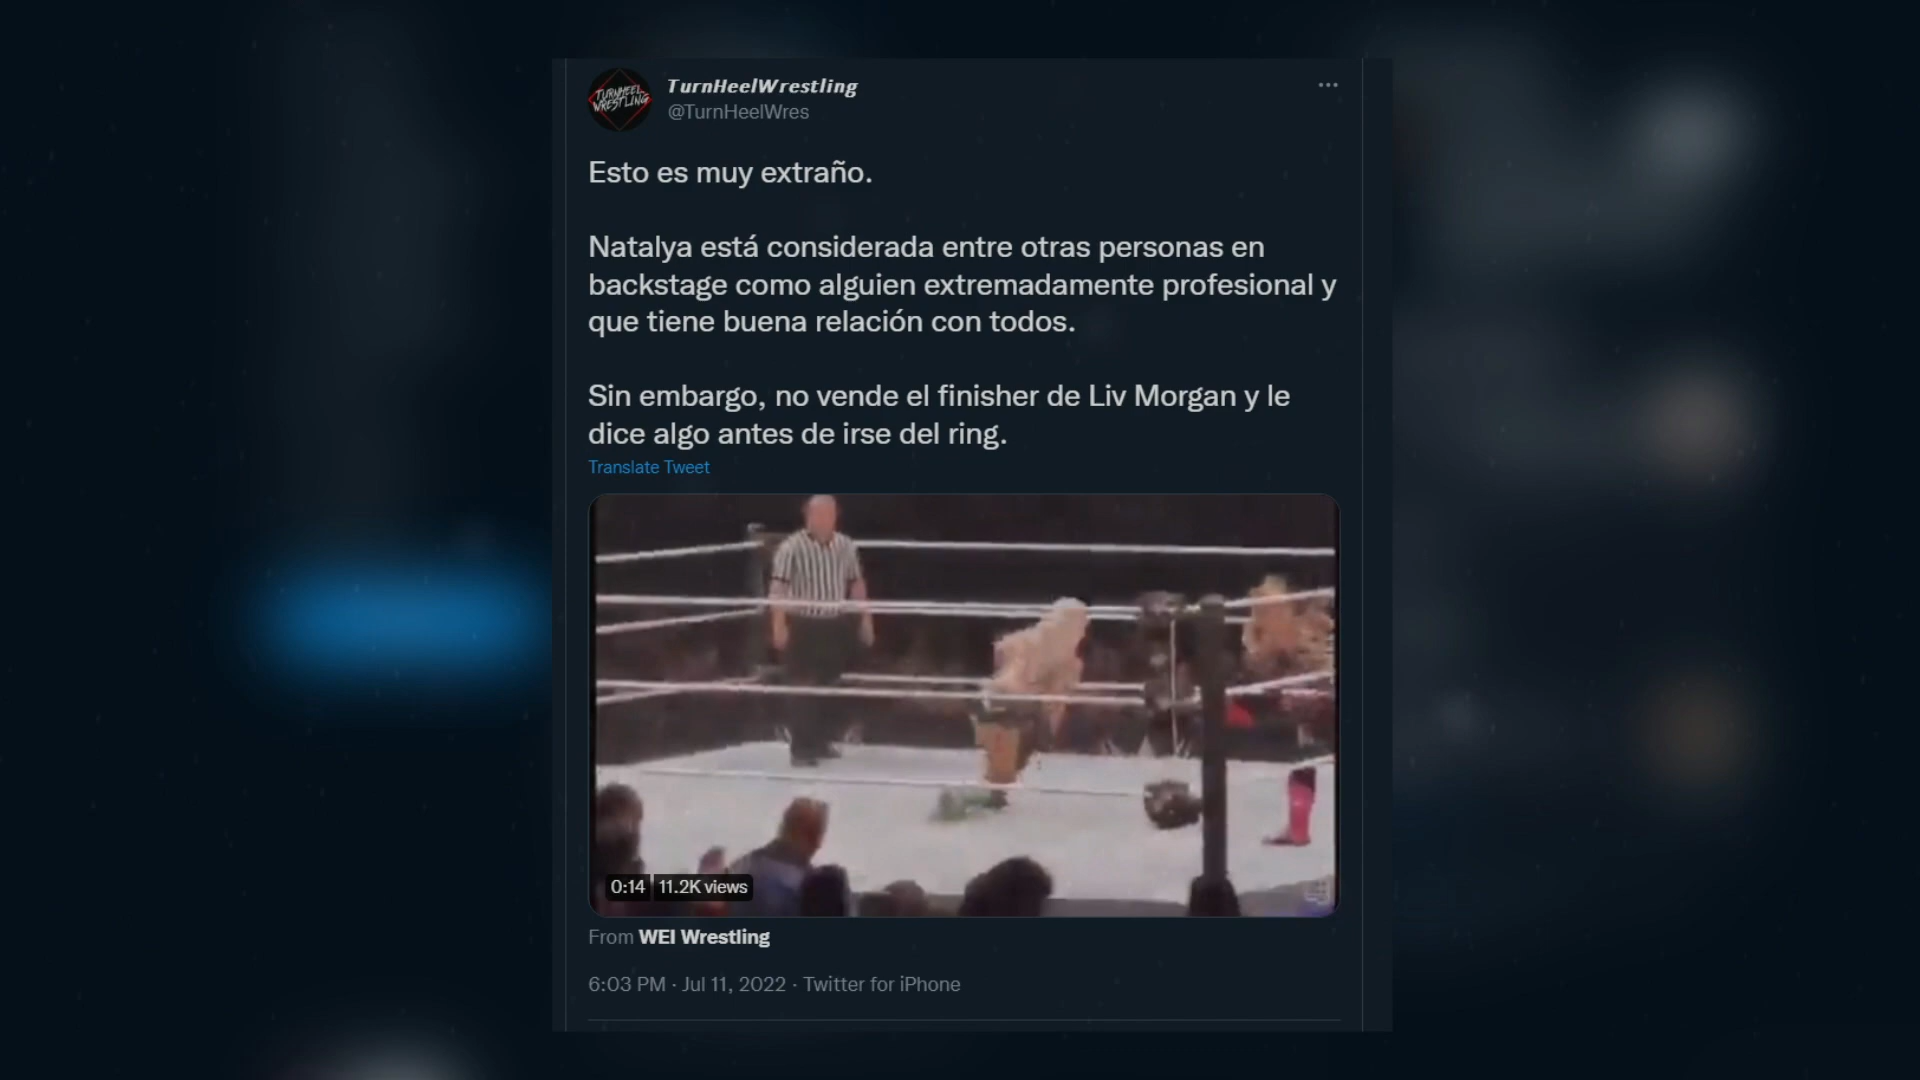 TURNHEEL
WRESTLING
TurnHeelWrestling
@TurnHeelWres
Esto es muy extraño.
Natalya está considerada entre otras personas en
backstage como alguien extremadamente profesional y
que tiene buena relación con todos.
Sin embargo, no vende el finisher de Liv Morgan y le
dice algo antes de irse del ring.
Translate Tweet
0:14 11.2K views
From WEI Wrestling
6:03 PM · Jul 11, 2022 · Twitter for iPhone